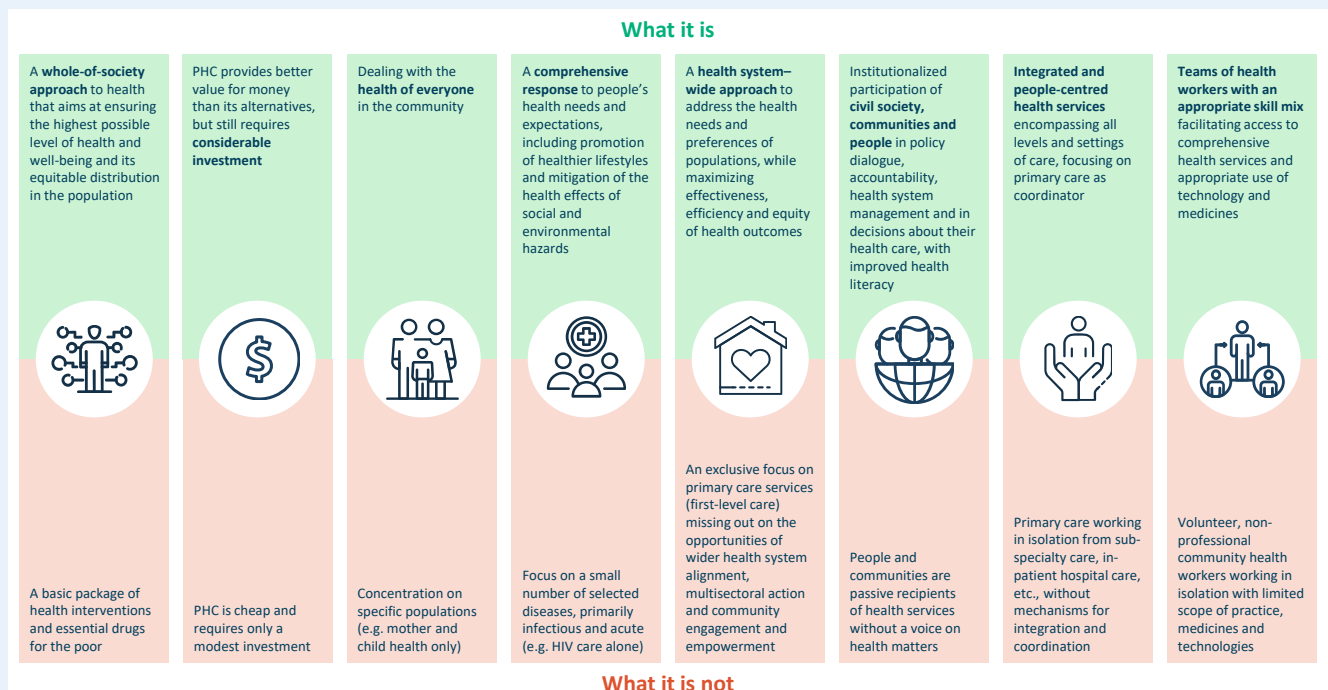 What it is
A whole-of-society
approach to health
that aims at ensuring
the highest possible
level of health and
well-being and its
equitable distribution
in the population
PHC provides better
value for money
than its alternatives,
but still requires
considerable
investment
Dealing with the
health of everyone
in the community
A comprehensive
response to people's
health needs and
expectations,
including promotion
of healthier lifestyles
and mitigation of the
health effects of
social and
environmental
hazards
A health system–
wide approach to
address the health
needs and
preferences of
populations, while
maximizing
effectiveness,
efficiency and equity
of health outcomes
Institutionalized
participation of
civil society,
communities and
people in policy
dialogue,
accountability,
health system
management and in
decisions about their
health care, with
improved health
literacy
Integrated and
people-centred
health services
encompassing all
levels and settings
of care, focusing on
primary care as
coordinator
Teams of health
workers with an
appropriate skill mix
facilitating access to
comprehensive
health services and
appropriate use of
technology and
medicines
$
A basic package of
health interventions
and essential drugs
for the poor
PHC is cheap and
requires only a
modest investment
Concentration on
specific populations
(e.g. mother and
child health only)
Focus on a small
number of selected
diseases, primarily
infectious and acute
(e.g. HIV care alone)
An exclusive focus on
primary care services
(first-level care)
missing out on the
opportunities of
wider health system
alignment,
multisectoral action
and community
engagement and
empowerment
People and
communities are
passive recipients
of health services
without a voice on
health matters
Primary care working
in isolation from sub-
specialty care, in-
patient hospital care,
etc., without
mechanisms for
integration and
coordination
Volunteer, non-
professional
community health
workers working in
isolation with limited
scope of practice,
medicines and
technologies
What it is not